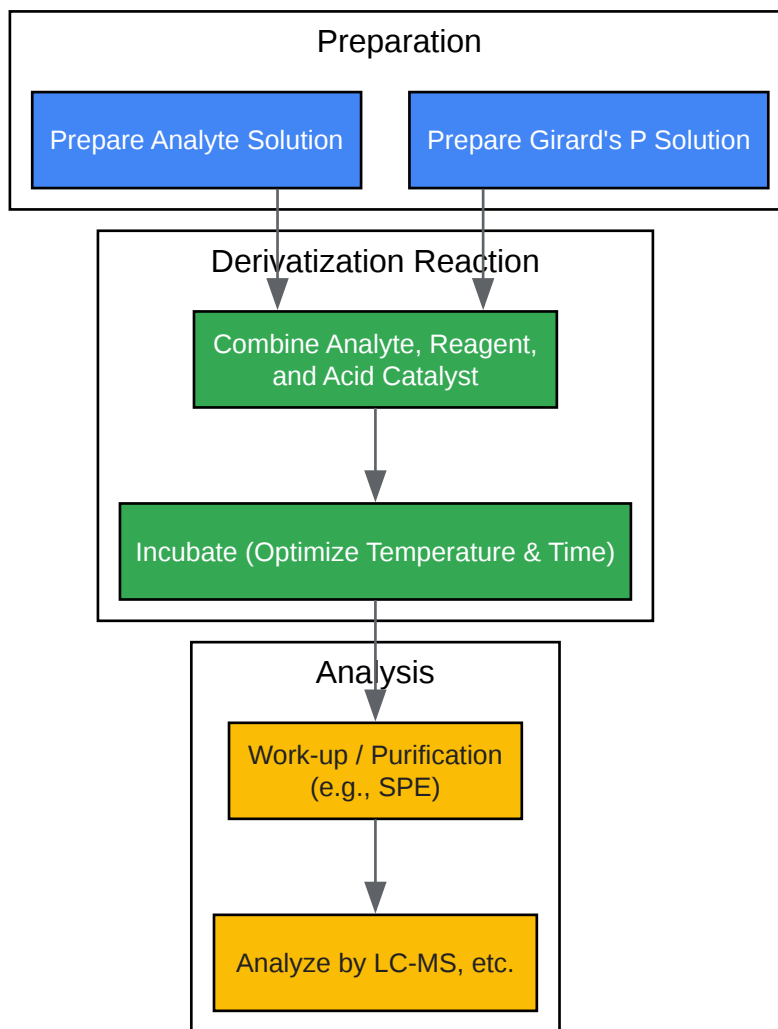 Preparation
Prepare Analyte Solution
Prepare Girard's P Solution
Derivatization Reaction
Combine Analyte, Reagent,
and Acid Catalyst
Incubate (Optimize Temperature & Time)
Analysis
Work-up / Purification
(e.g., SPE)
Analyze by LC-MS, etc.